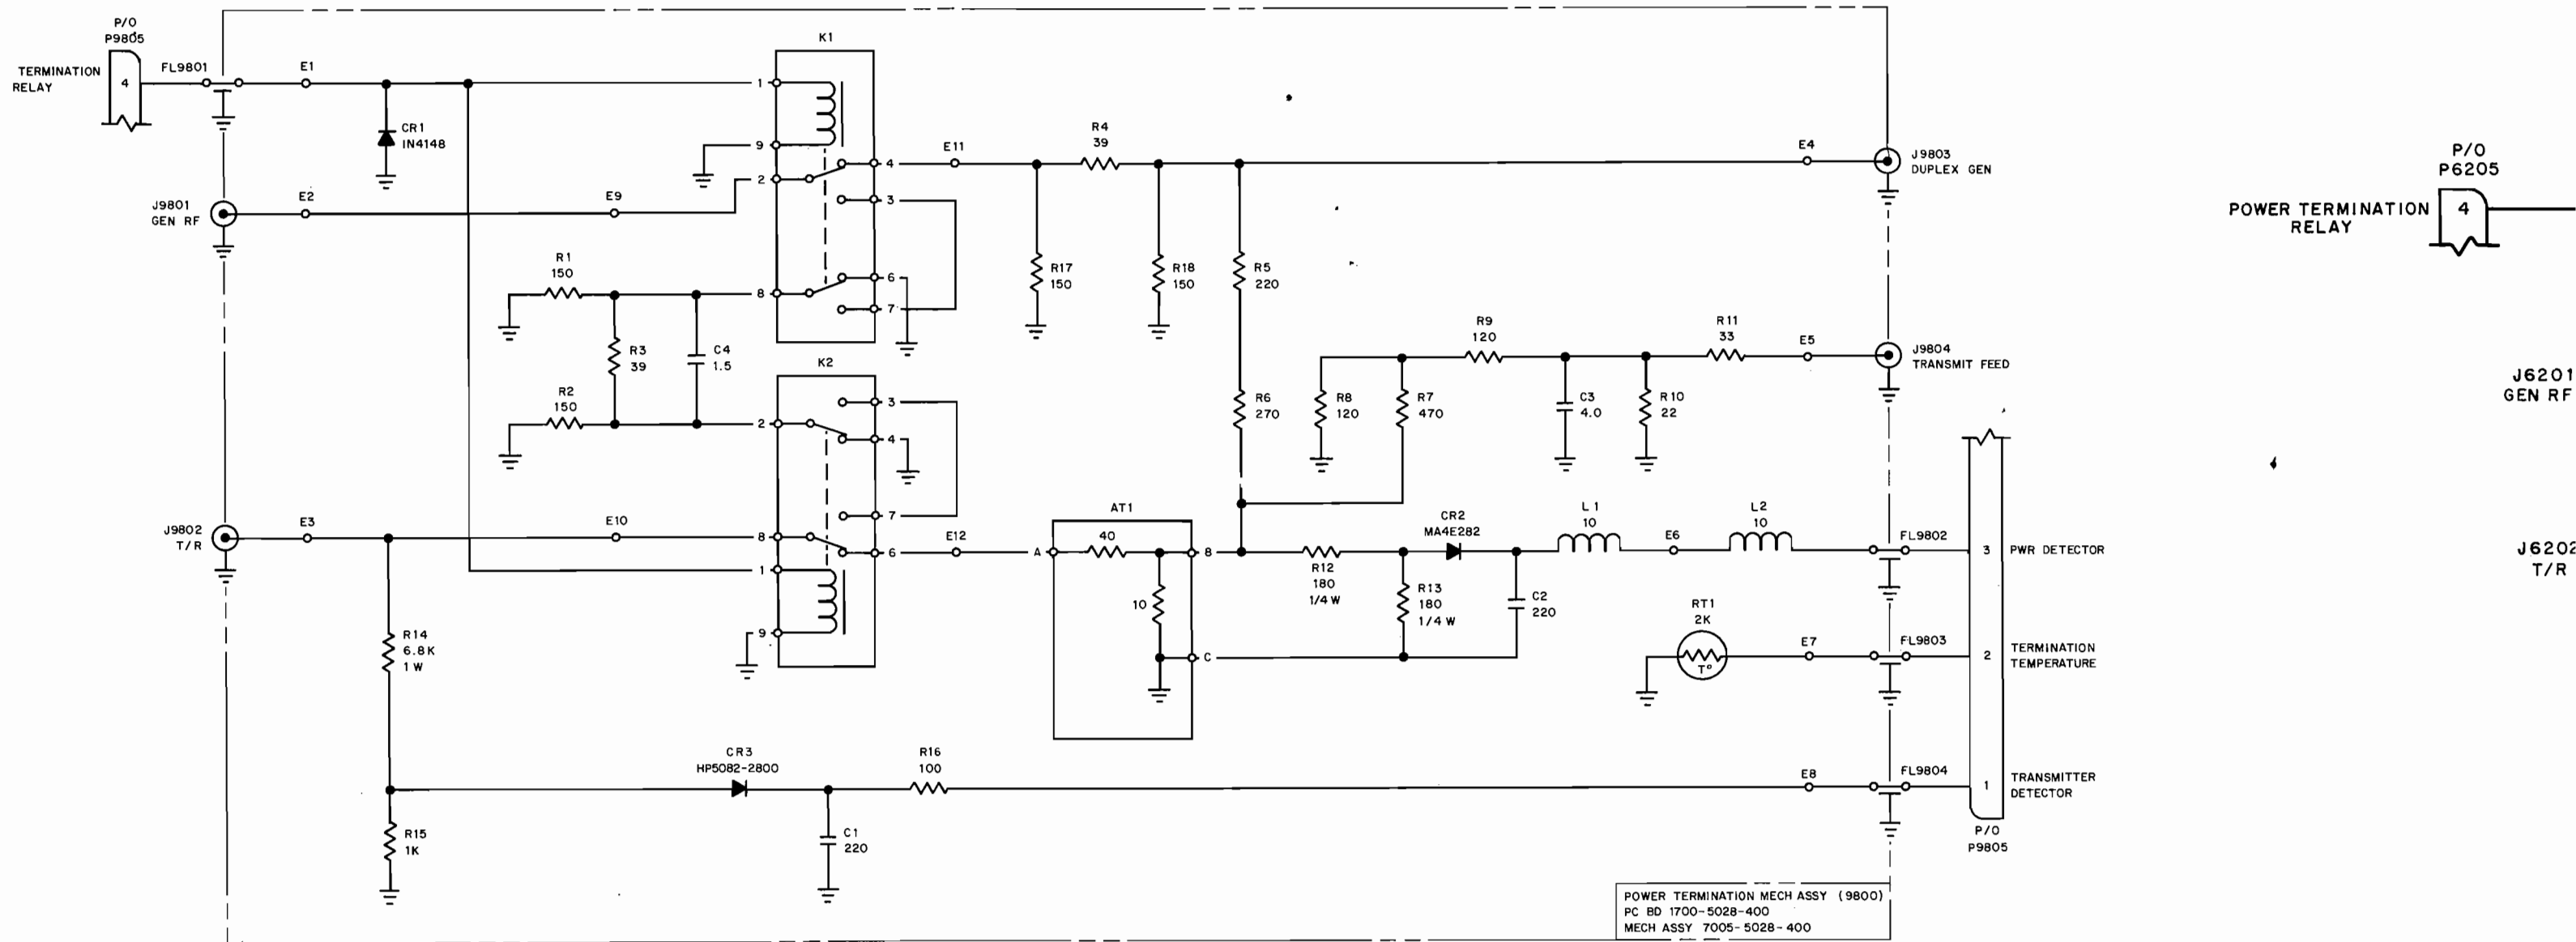 P/O
P9805
TERMINATION
RELAY
4
FL9801
E1
CR1
IN4148
J9801
GEN RF
E2
E9
R1
150
R3
39
C4
1.5
R2
150
J9802
T/R
E3
E10
R14
6.8K
1 W
R15
1K
CR3
HP5082-2800
C1
220
R16
100
K1
1
9
2
8
4
3
6
7
K2
2
8
1
9
3
4
7
6
E11
R4
39
R17
150
R18
150
R5
220
R6
270
R8
120
R7
470
R9
120
C3
4.0
R10
22
R11
33
E4
J9803
DUPLEX GEN
E5
J9804
TRANSMIT FEED
E12
AT1
A
40
B
10
C
R12
180
1/4 W
R13
180
1/4 W
CR2
MA4E282
C2
220
L1
10
E6
L2
10
FL9802
3
PWR DETECTOR
RT1
2K
T°
E7
FL9803
2
TERMINATION
TEMPERATURE
E8
FL9804
1
TRANSMITTER
DETECTOR
P/O
P9805
POWER TERMINATION MECH ASSY (9800)
PC BD 1700-5028-400
MECH ASSY 7005-5028-400
P/O
P6205
POWER TERMINATION
RELAY
4
J6201
GEN RF
J6202
T/R